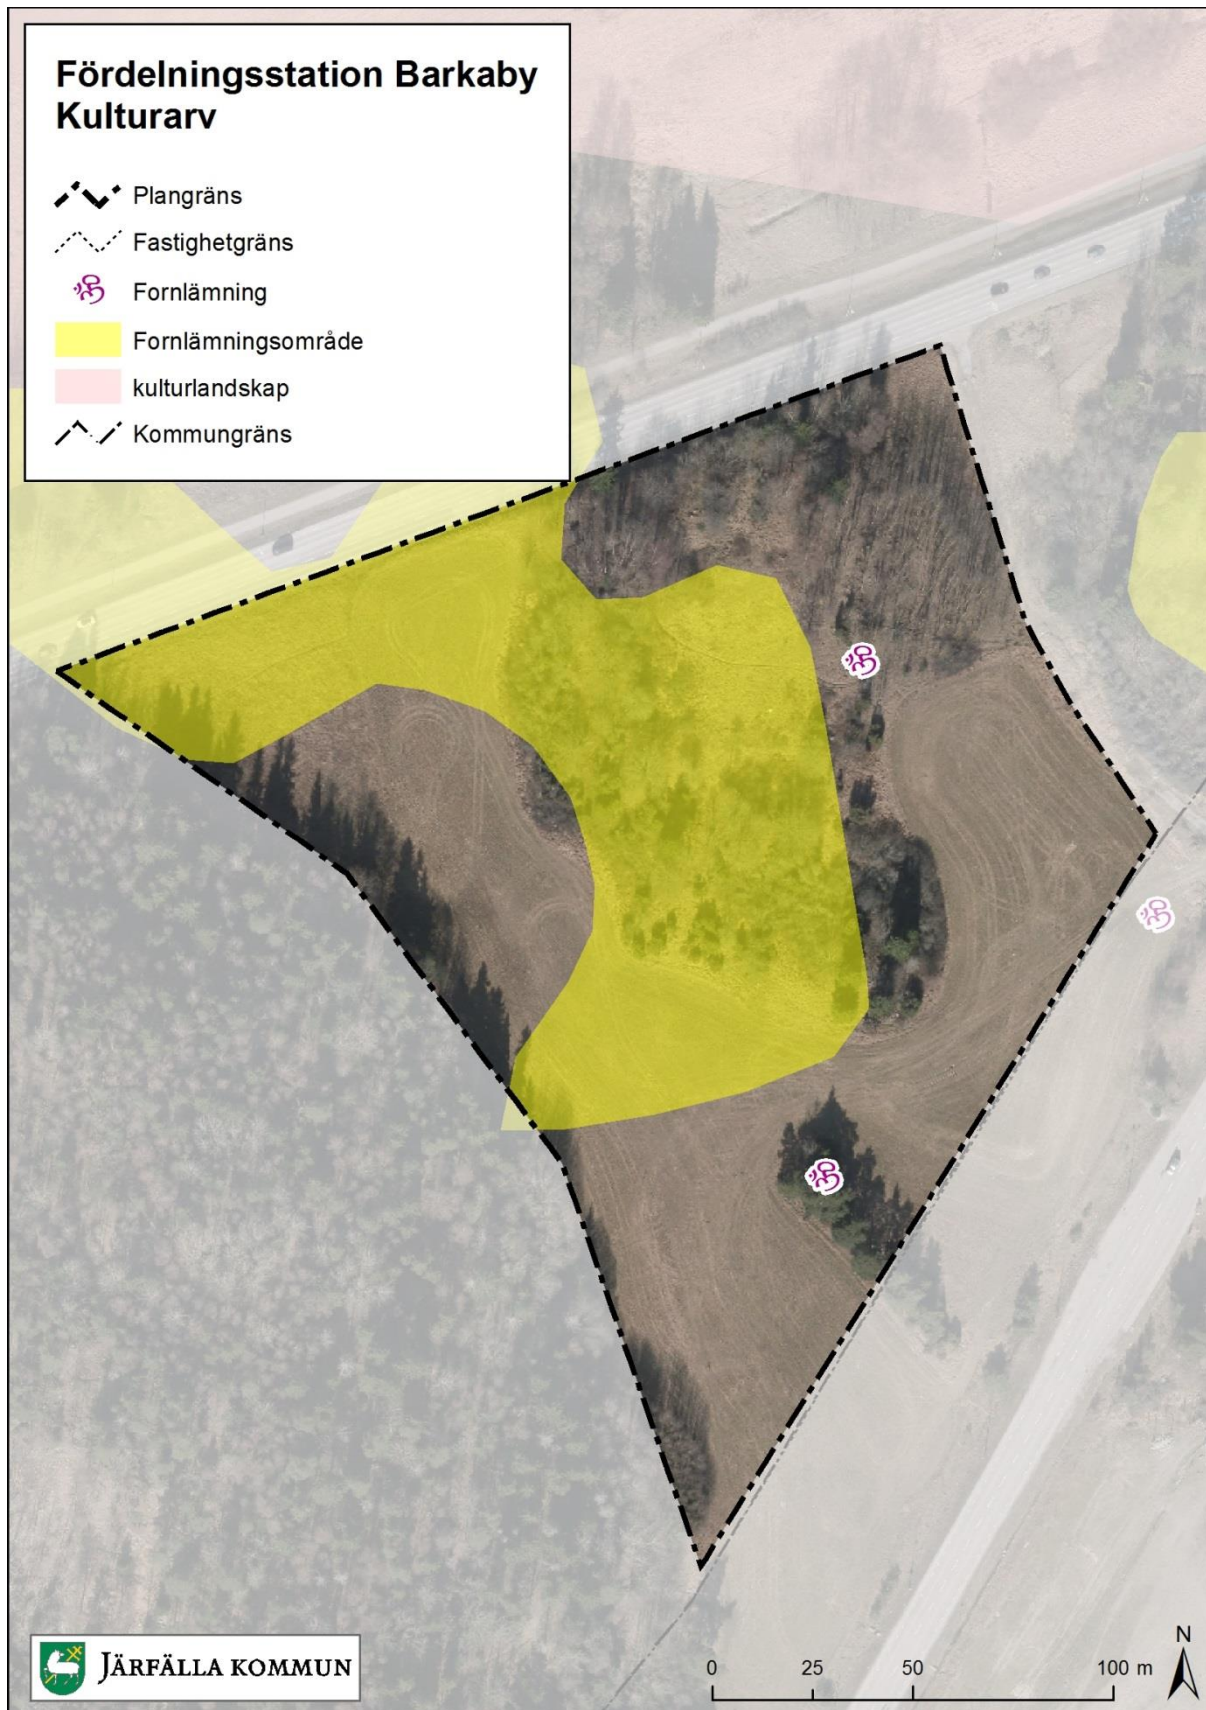 Fördelningsstation Barkaby
Kulturarv
Plangräns
Fastighetgräns
Fornlämning
Fornlämningsområde
kulturlandskap
Kommungräns
JÄRFÄLLA KOMMUN
0 25 50 100 m
N